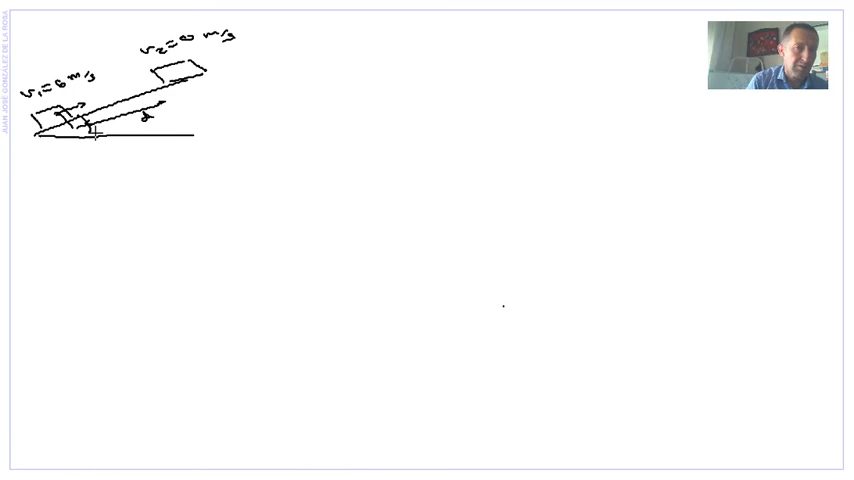 v₂=0 m/s
v₁=6 m/s
d
JUAN JOSÉ GONZÁLEZ DE LA ROSA